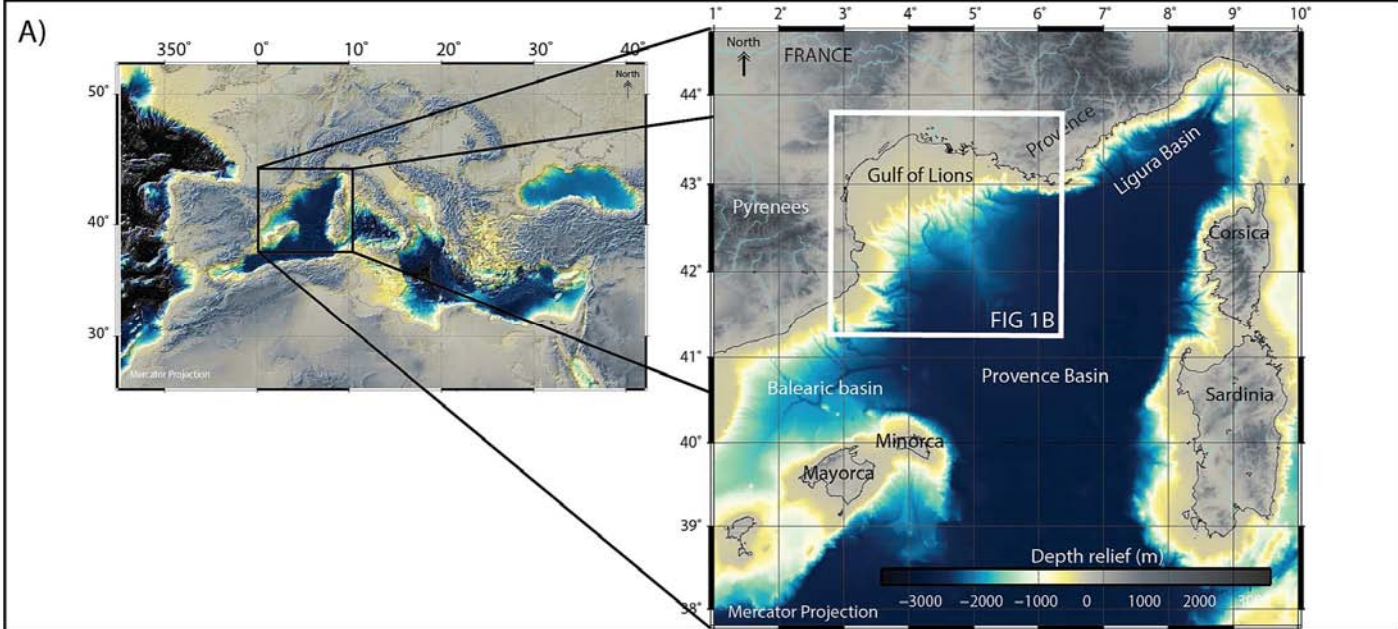 A)
350˚ 0˚ 10˚ 20˚ 30˚ 40˚
50˚
40˚
30˚
North
Mercator Projection
1˚ 2˚ 3˚ 4˚ 5˚ 6˚ 7˚ 8˚ 9˚ 10˚
44˚
43˚
42˚
41˚
40˚
39˚
38˚
North
FRANCE
Provence
Ligura Basin
Gulf of Lions
Pyrenees
Corsica
FIG 1B
Provence Basin
Balearic basin
Sardinia
Minorca
Mayorca
Depth relief (m)
−3000 −2000 −1000 0 1000 2000 3000
Mercator Projection